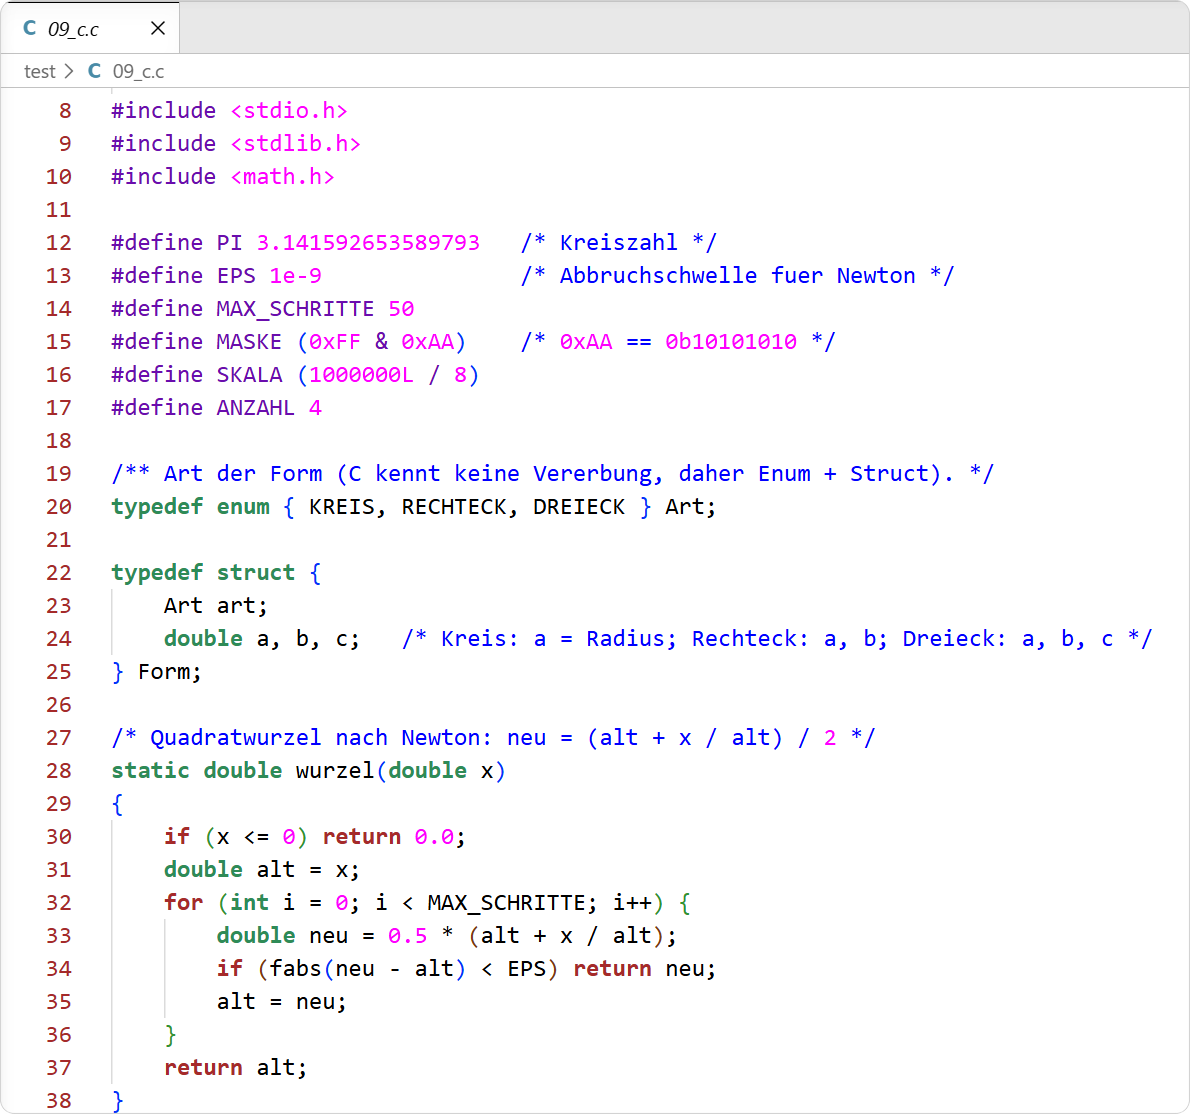 C 09_c.c ×
test > C 09_c.c
8 #include <stdio.h>
9 #include <stdlib.h>
10 #include <math.h>
11
12 #define PI 3.141592653589793   /* Kreiszahl */
13 #define EPS 1e-9               /* Abbruchschwelle fuer Newton */
14 #define MAX_SCHRITTE 50
15 #define MASKE (0xFF & 0xAA)    /* 0xAA == 0b10101010 */
16 #define SKALA (1000000L / 8)
17 #define ANZAHL 4
18
19 /** Art der Form (C kennt keine Vererbung, daher Enum + Struct). */
20 typedef enum { KREIS, RECHTECK, DREIECK } Art;
21
22 typedef struct {
23     Art art;
24     double a, b, c;   /* Kreis: a = Radius; Rechteck: a, b; Dreieck: a, b, c */
25 } Form;
26
27 /* Quadratwurzel nach Newton: neu = (alt + x / alt) / 2 */
28 static double wurzel(double x)
29 {
30     if (x <= 0) return 0.0;
31     double alt = x;
32     for (int i = 0; i < MAX_SCHRITTE; i++) {
33         double neu = 0.5 * (alt + x / alt);
34         if (fabs(neu - alt) < EPS) return neu;
35         alt = neu;
36     }
37     return alt;
38 }